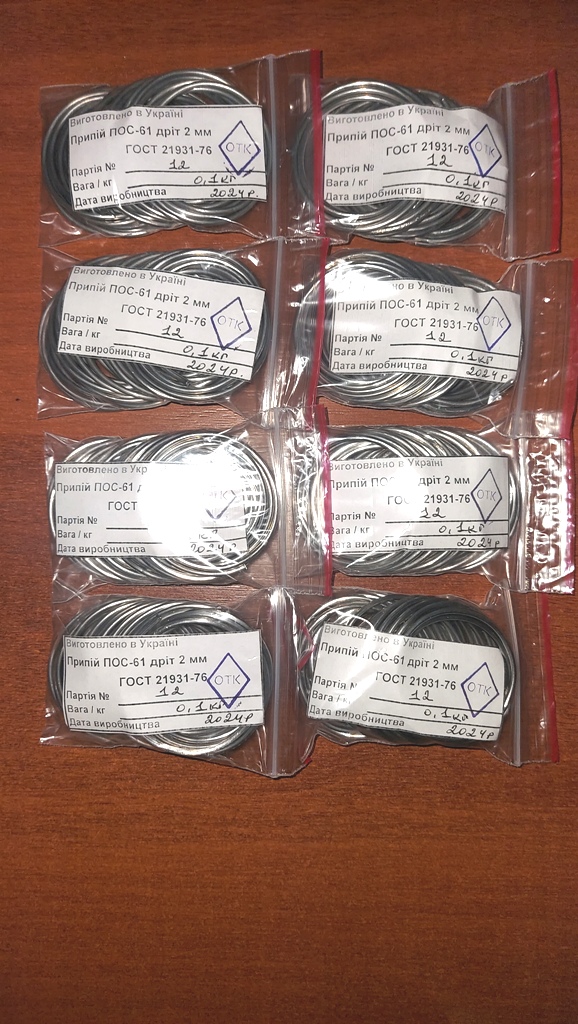 Виготовлено в Україні
Припій ПОС-61 дріт 2 мм
ГОСТ 21931-76
ОТК
Партія № 12
Вага / кг 0,1кг
Дата виробництва 2024р.
Виготовлено в Україні
Припій ПОС-61 дріт 2 мм
ГОСТ 21931-76
ОТК
Партія № 12
Вага / кг 0,1кг
Дата виробництва 2024р
Виготовлено в Україні
Припій ПОС-61 дріт 2 мм
ГОСТ 21931-76
ОТК
Партія № 12
Вага / кг 0,1кг
Дата виробництва 2024р.
в Україні
Припій ПОС-61 дріт 2 мм
ГОСТ 21931-76
ОТК
Партія № 12
Вага / кг 0,1кг
Дата виробництва 2024р.
Виготовлено в
Припій ПОС-61
ГОСТ
Партія №
Вага / кг
Дата виробництва 2024р.
Виготовлено в Україні
Припій ПОС-61 дріт 2 мм
ГОСТ 21931-76
ОТК
Партія № 12
Вага / кг 0,1кг
Дата виробництва 2024р
Виготовлено в Україні
Припій ПОС-61 дріт 2 мм
ГОСТ 21931-76
ОТК
Партія № 12
Вага / кг 0,1кг
Дата виробництва 2024р
Виготовлено в Україні
Припій ПОС-61 дріт 2 мм
ГОСТ 21931-76
ОТК
Партія № 12
Вага 0,1кг
Дата виробництва 2024р